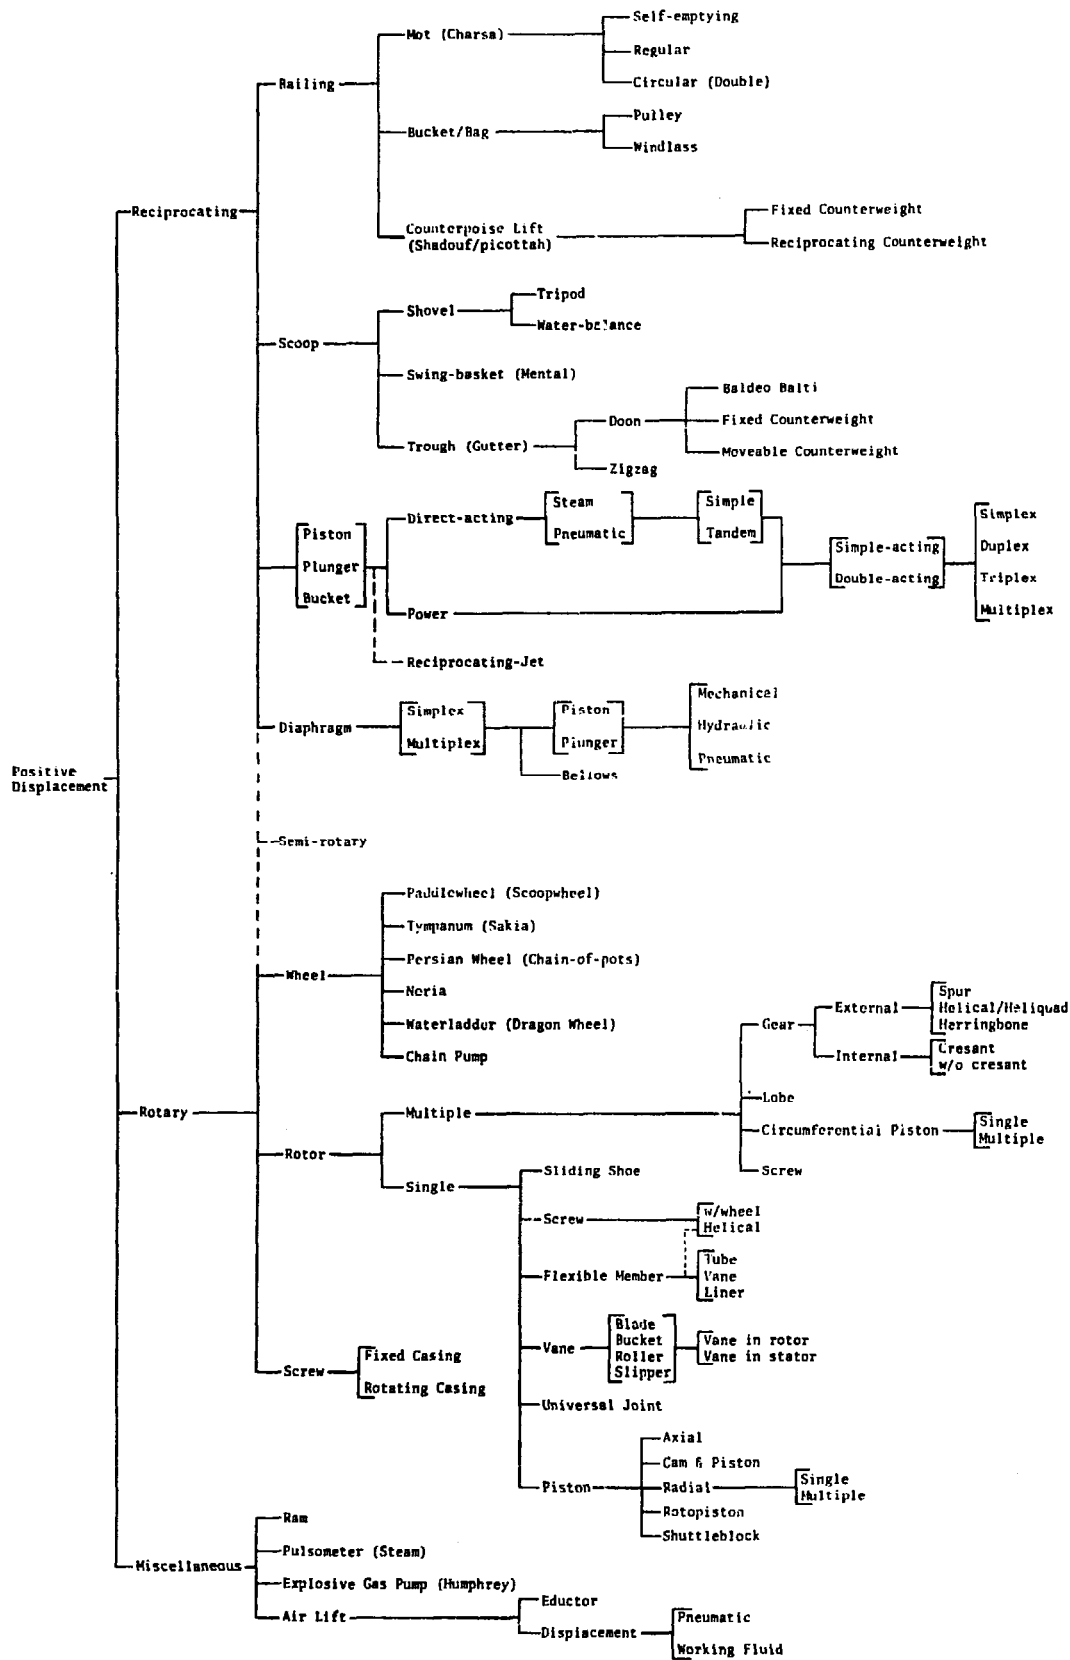 Positive
Displacement
Reciprocating
Bailing
Mot (Charsa)
Self-emptying
Regular
Circular (Double)
Bucket/Bag
Pulley
Windlass
Counterpoise Lift
(Shadouf/picottah)
Fixed Counterweight
Reciprocating Counterweight
Scoop
Shovel
Tripod
Water-balance
Swing-basket (Mental)
Trough (Gutter)
Doon
Baldeo Balti
Fixed Counterweight
Moveable Counterweight
Zigzag
Piston
Plunger
Bucket
Direct-acting
Steam
Pneumatic
Simple
Tandem
Power
Simple-acting
Double-acting
Simplex
Duplex
Triplex
Multiplex
Reciprocating-Jet
Diaphragm
Simplex
Multiplex
Piston
Plunger
Mechanical
Hydraulic
Pneumatic
Bellows
Semi-rotary
Rotary
Wheel
Paddlewheel (Scoopwheel)
Tympanum (Sakia)
Persian Wheel (Chain-of-pots)
Noria
Waterladdur (Dragon Wheel)
Chain Pump
Rotor
Multiple
Gear
External
Spur
Helical/Heliquad
Herringbone
Internal
Cresant
w/o cresant
Lobe
Circumferential Piston
Single
Multiple
Screw
Single
Sliding Shoe
Screw
w/wheel
Helical
Flexible Member
Tube
Vane
Liner
Vane
Blade
Bucket
Roller
Slipper
Vane in rotor
Vane in stator
Universal Joint
Piston
Axial
Cam & Piston
Radial
Single
Multiple
Rotopiston
Shuttleblock
Screw
Fixed Casing
Rotating Casing
Miscellaneous
Ram
Pulsometer (Steam)
Explosive Gas Pump (Humphrey)
Air Lift
Eductor
Displacement
Pneumatic
Working Fluid